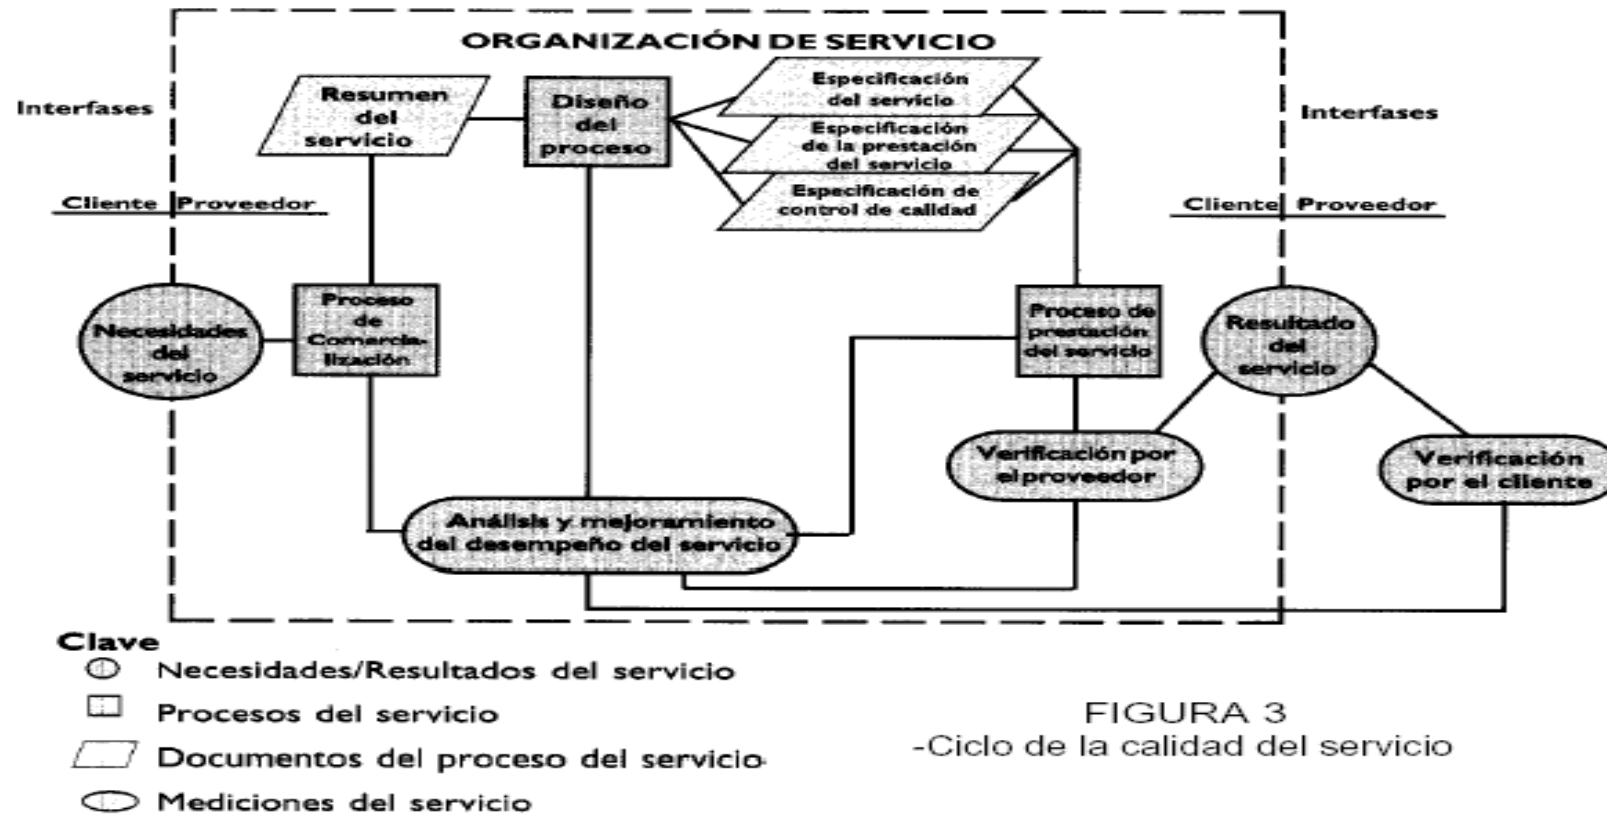 ORGANIZACIÓN DE SERVICIO
Interfases
Resumen
del
servicio
Diseño
del
proceso
Especificación
del servicio
Especificación
de la prestación
del servicio
Especificación de
control de calidad
Interfases
Cliente Proveedor
Cliente Proveedor
Necesidades
del
servicio
Proceso
de
Comercia-
lización
Proceso de
prestación
del servicio
Resultado
del
servicio
Verificación por
el proveedor
Verificación
por el cliente
Análisis y mejoramiento
del desempeño del servicio
Clave
Necesidades/Resultados del servicio
Procesos del servicio
Documentos del proceso del servicio
Mediciones del servicio
FIGURA 3
-Ciclo de la calidad del servicio